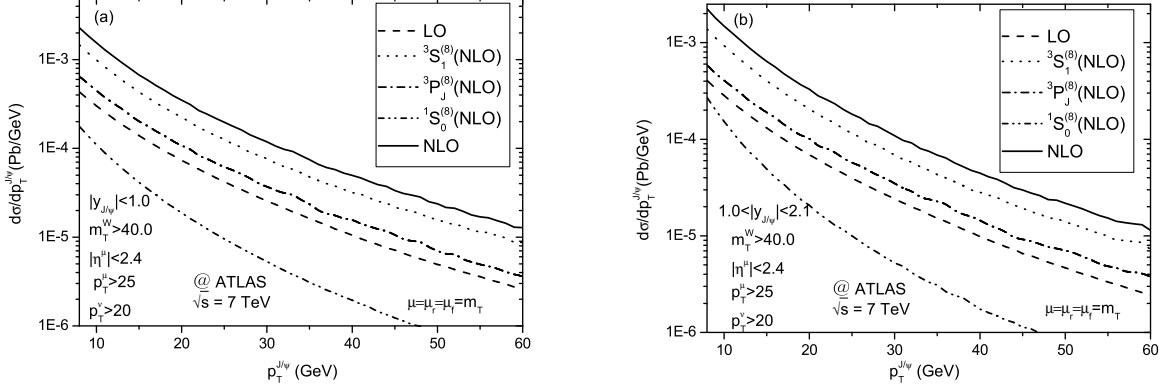 (a)
LO
³S₁⁽⁸⁾(NLO)
³P_J⁽⁸⁾(NLO)
¹S₀⁽⁸⁾(NLO)
NLO
1E-3
1E-4
1E-5
1E-6
dσ/dp_T^{J/ψ}(Pb/GeV)
|y_{J/ψ}|<1.0
m_T^W>40.0
|η^μ|<2.4
p_T^μ>25
p_T^ν>20
@ ATLAS
√s = 7 TeV
μ=μ_r=μ_f=m_T
10 20 30 40 50 60
p_T^{J/ψ} (GeV)
(b)
LO
³S₁⁽⁸⁾(NLO)
³P_J⁽⁸⁾(NLO)
¹S₀⁽⁸⁾(NLO)
NLO
1E-3
1E-4
1E-5
1E-6
dσ/dp_T^{J/ψ}(Pb/GeV)
1.0<|y_{J/ψ}|<2.1
m_T^W>40.0
|η^μ|<2.4
p_T^μ>25
p_T^ν>20
@ ATLAS
√s = 7 TeV
μ=μ_r=μ_f=m_T
10 20 30 40 50 60
p_T^{J/ψ} (GeV)